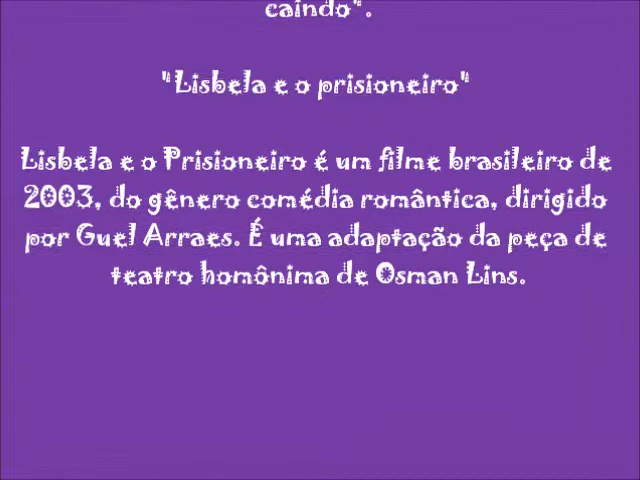 caindo".
"Lisbela e o prisioneiro"
Lisbela e o Prisioneiro é um filme brasileiro de
2003, do gênero comédia romântica, dirigido
por Guel Arraes. É uma adaptação da peça de
teatro homônima de Osman Lins.